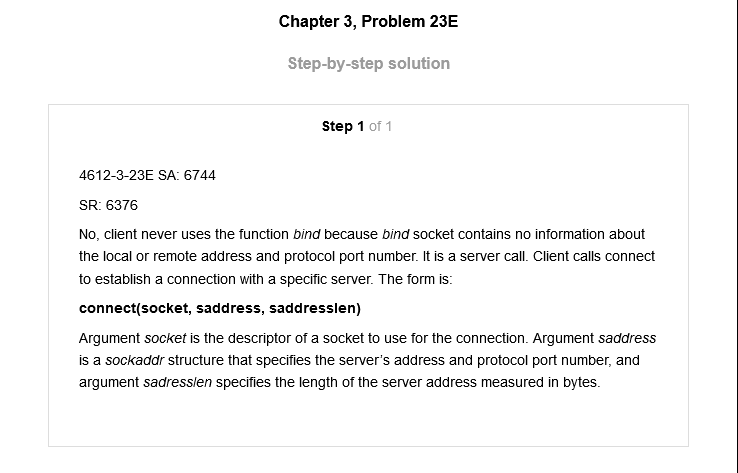 Chapter 3, Problem 23E
Step-by-step solution
Step 1 of 1
4612-3-23E SA: 6744
SR: 6376
No, client never uses the function bind because bind socket contains no information about
the local or remote address and protocol port number. It is a server call. Client calls connect
to establish a connection with a specific server. The form is:
connect(socket, saddress, saddresslen)
Argument socket is the descriptor of a socket to use for the connection. Argument saddress
is a sockaddr structure that specifies the server's address and protocol port number, and
argument sadresslen specifies the length of the server address measured in bytes.